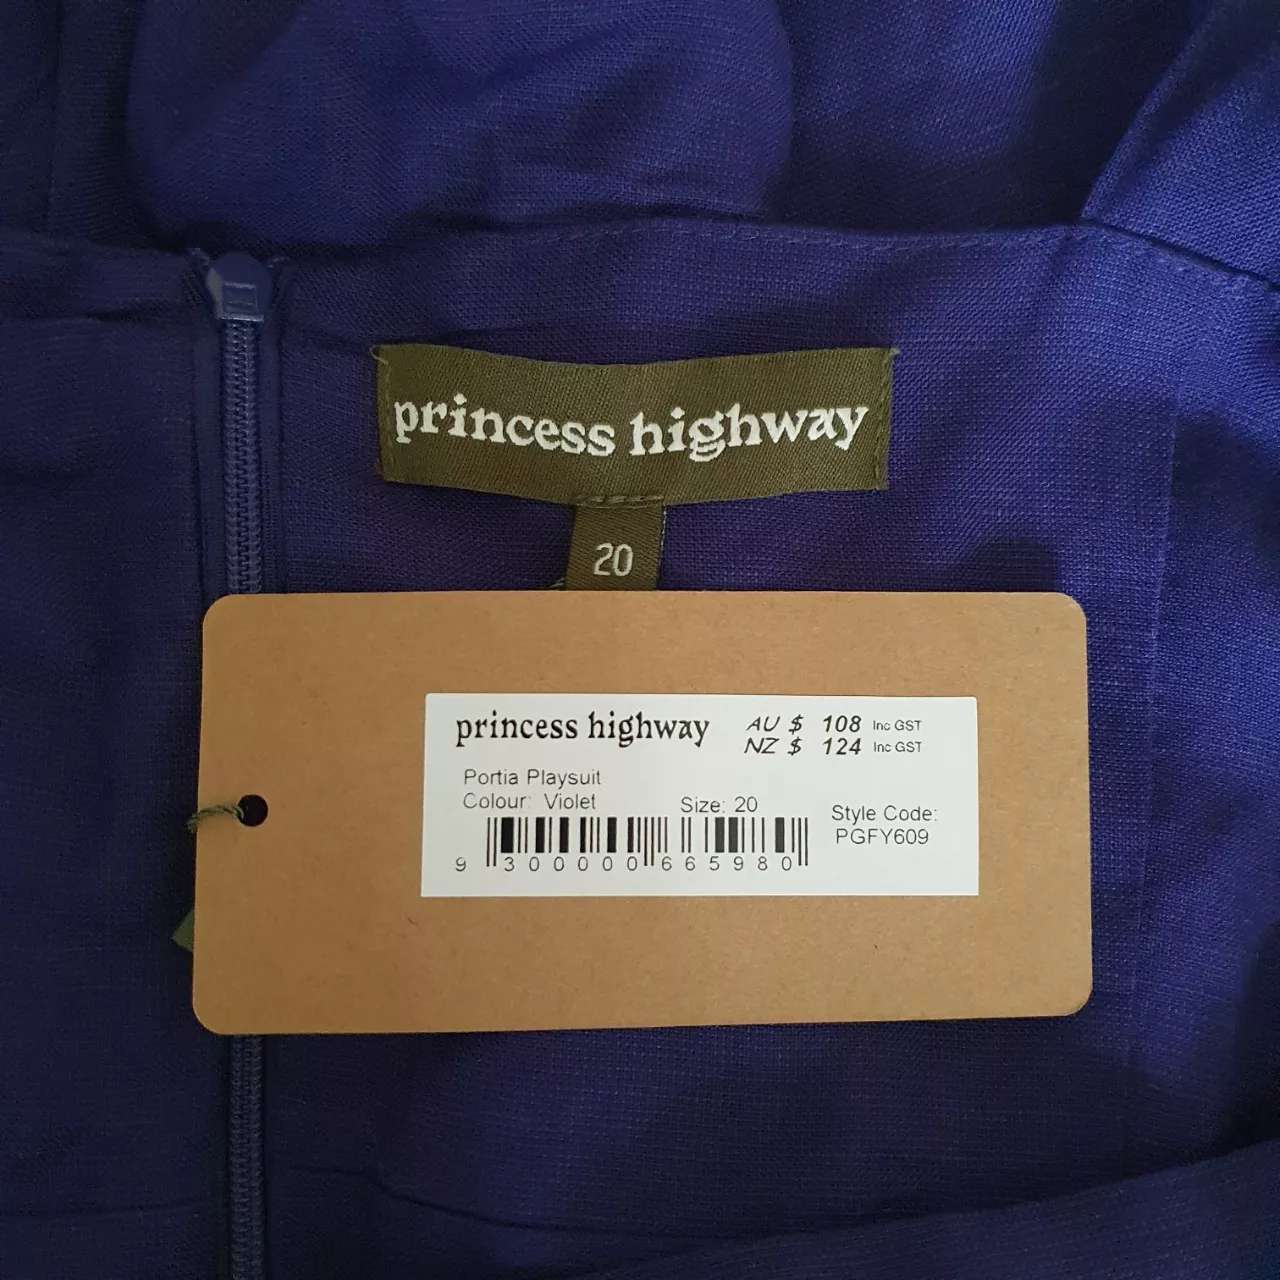 princess highway
20
princess highway AU $ 108 Inc GST
NZ $ 124 Inc GST
Portia Playsuit
Colour: Violet Size: 20
Style Code:
PGFY609
9 300000 665980